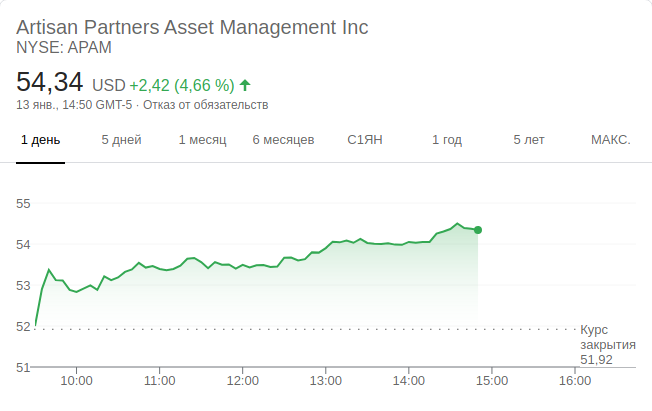 Artisan Partners Asset Management Inc
NYSE: APAM
54,34 USD +2,42 (4,66 %)
13 янв., 14:50 GMT-5 · Отказ от обязательств
1 день 5 дней 1 месяц 6 месяцев С1ЯН 1 год 5 лет МАКС.
55
54
53
52
51
Курс
закрытия
51,92
10:00 11:00 12:00 13:00 14:00 15:00 16:00